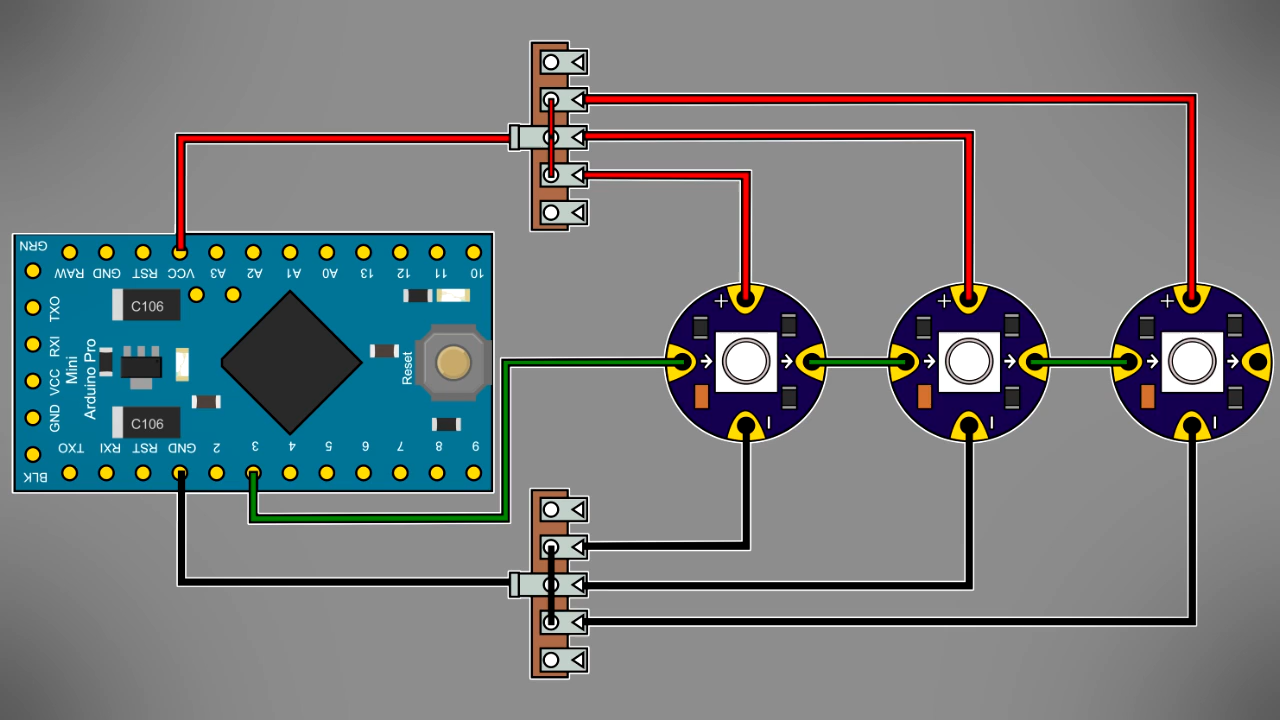 GRN
RAW GND RST VCC A3 A2 A1 A0 13 12 11 10
TXO
RXI
VCC
GND
BLK
C106
Mini
Arduino Pro
C106
Reset
TXO RXI RST GND 2 3 4 5 6 7 8 9
+
+
+